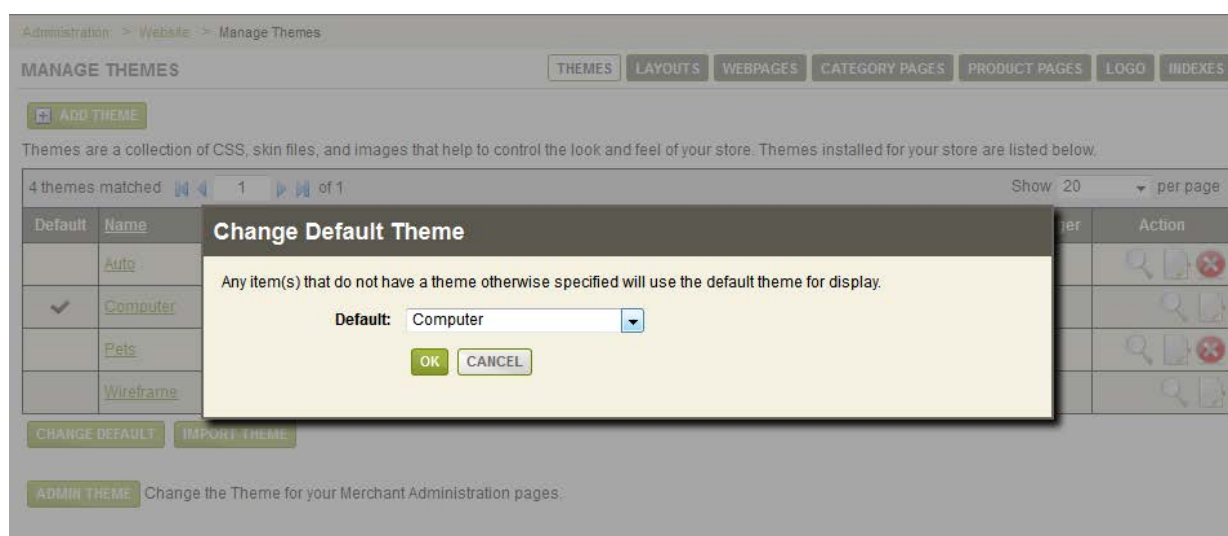 Administration > Website > Manage Themes
MANAGE THEMES THEMES LAYOUTS WEBPAGES CATEGORY PAGES PRODUCT PAGES LOGO INDEXES
ADD THEME
Themes are a collection of CSS, skin files, and images that help to control the look and feel of your store. Themes installed for your store are listed below.
4 themes matched 1 of 1 Show 20 per page
Default Name Action
Change Default Theme
Auto
Any item(s) that do not have a theme otherwise specified will use the default theme for display.
Computer
Default: Computer
Pets
OK CANCEL
Wireframe
CHANGE DEFAULT IMPORT THEME
ADMIN THEME Change the Theme for your Merchant Administration pages.